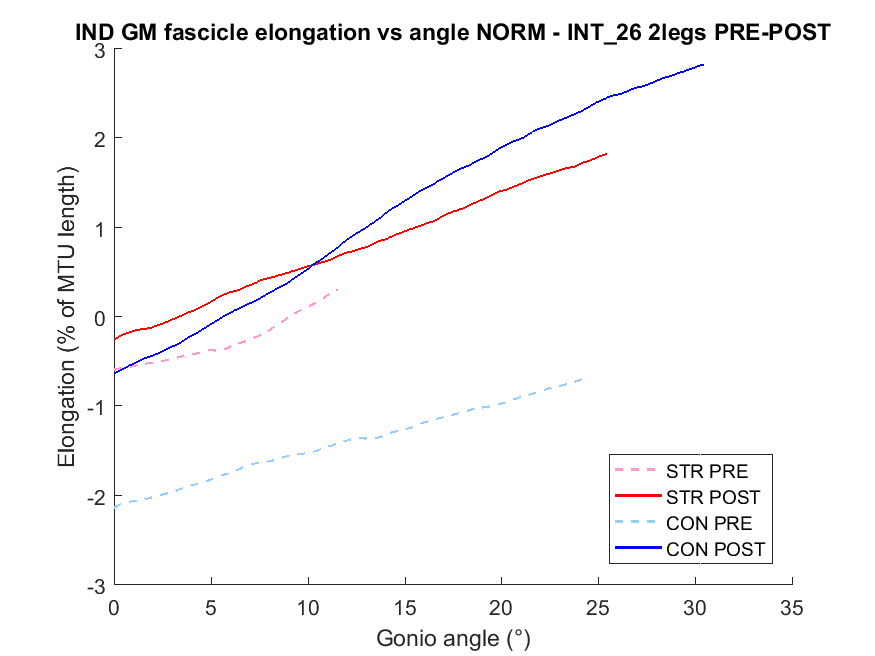 IND GM fascicle elongation vs angle NORM - INT_26 2legs PRE-POST
3
2
1
0
-1
-2
-3
Elongation (% of MTU length)
0 5 10 15 20 25 30 35
Gonio angle (°)
STR PRE
STR POST
CON PRE
CON POST